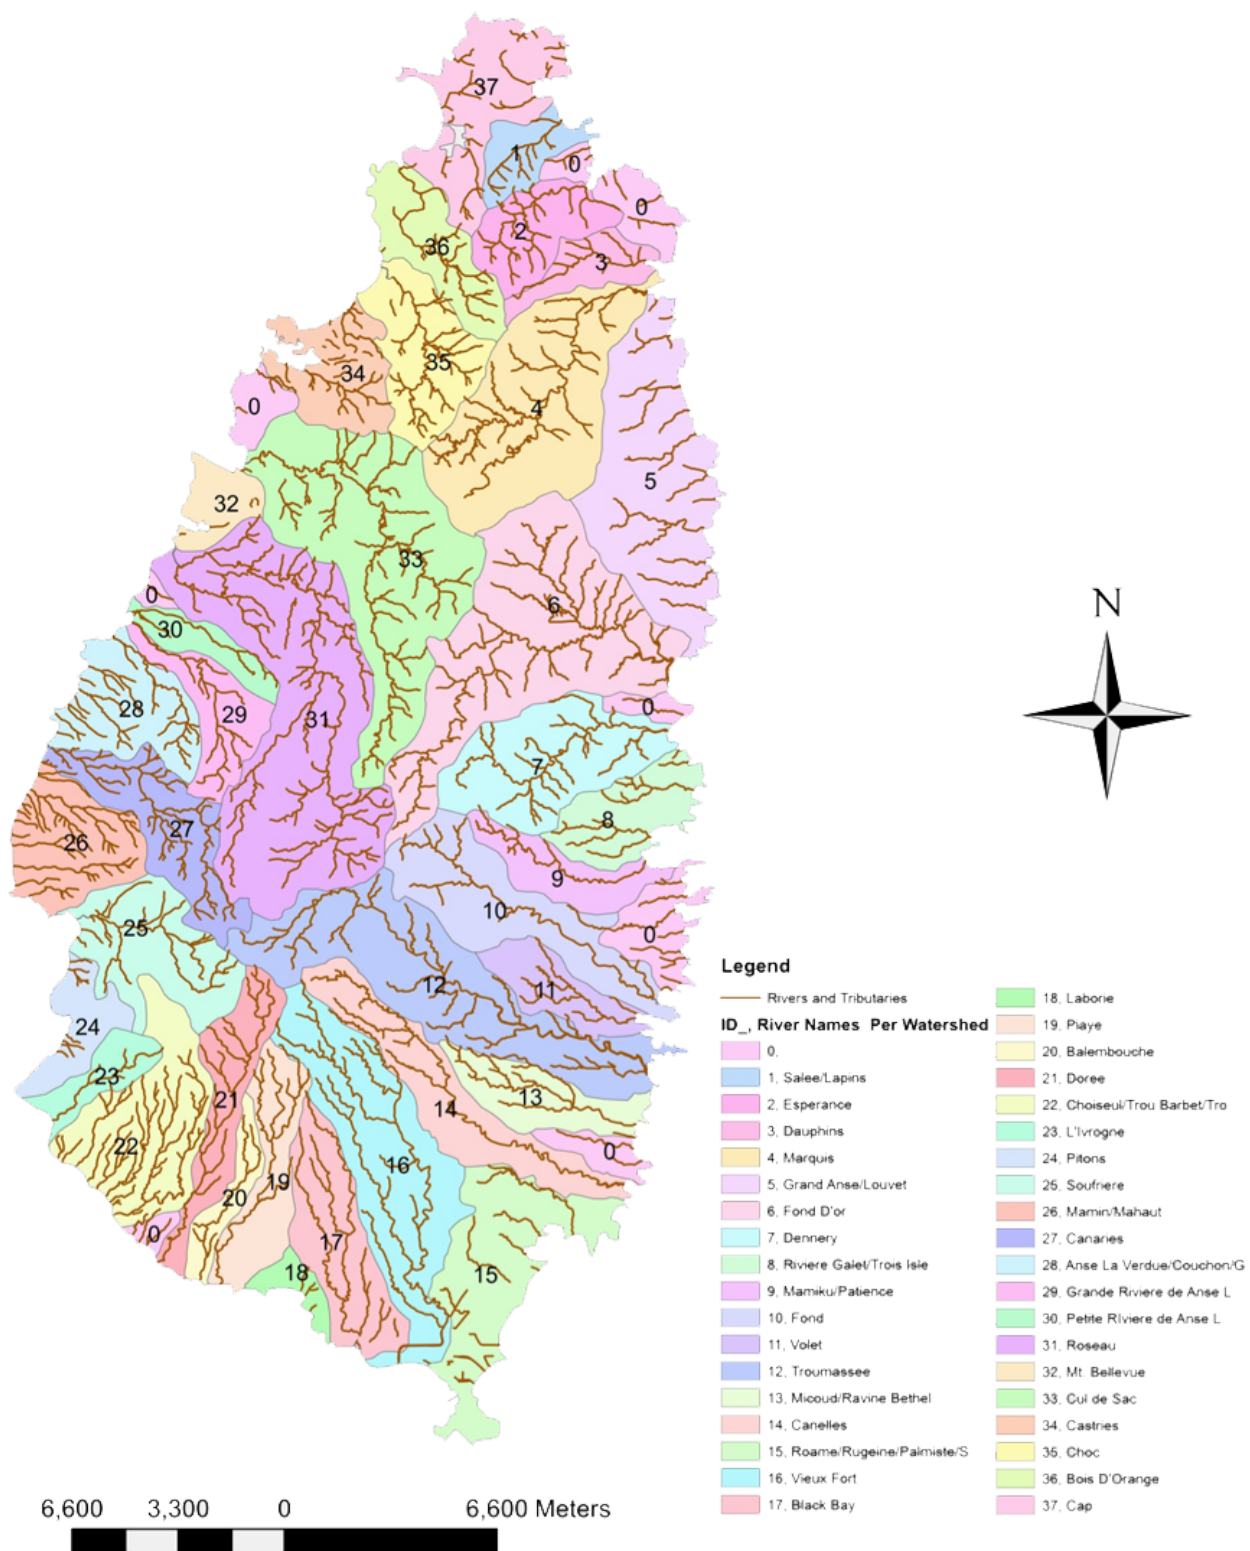 37
1
0
0
2
36
3
35
34
4
0
5
32
33
6
0
30
28
29
31
0
7
27
8
26
9
10
25
0
12
11
24
23
21
13
14
22
0
16
19
20
0
17
18
15
N
Legend
Rivers and Tributaries
ID_, River Names Per Watershed
0,
1, Salee/Lapins
2, Esperance
3, Dauphins
4, Marquis
5, Grand Anse/Louvet
6, Fond D'or
7, Dennery
8, Riviere Galet/Trois Isle
9, Mamiku/Patience
10, Fond
11, Volet
12, Troumassee
13, Micoud/Ravine Bethel
14, Canelles
15, Roame/Rugeine/Palmiste/S
16, Vieux Fort
17, Black Bay
18, Laborie
19, Piaye
20, Balembouche
21, Doree
22, Choiseul/Trou Barbet/Tro
23, L'Ivrogne
24, Pitons
25, Soufriere
26, Mamin/Mahaut
27, Canaries
28, Anse La Verdue/Couchon/G
29, Grande Riviere de Anse L
30, Petite RIviere de Anse L
31, Roseau
32, Mt. Bellevue
33, Cul de Sac
34, Castries
35, Choc
36, Bois D'Orange
37, Cap
6,600 3,300 0 6,600 Meters